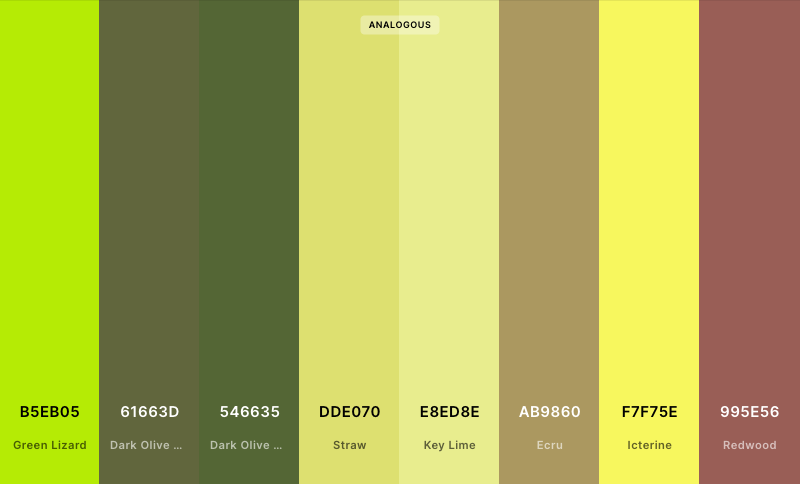 ANALOGOUS
B5EB05 61663D 546635 DDE070 E8ED8E AB9860 F7F75E 995E56
Green Lizard Dark Olive ... Dark Olive ... Straw Key Lime Ecru Icterine Redwood